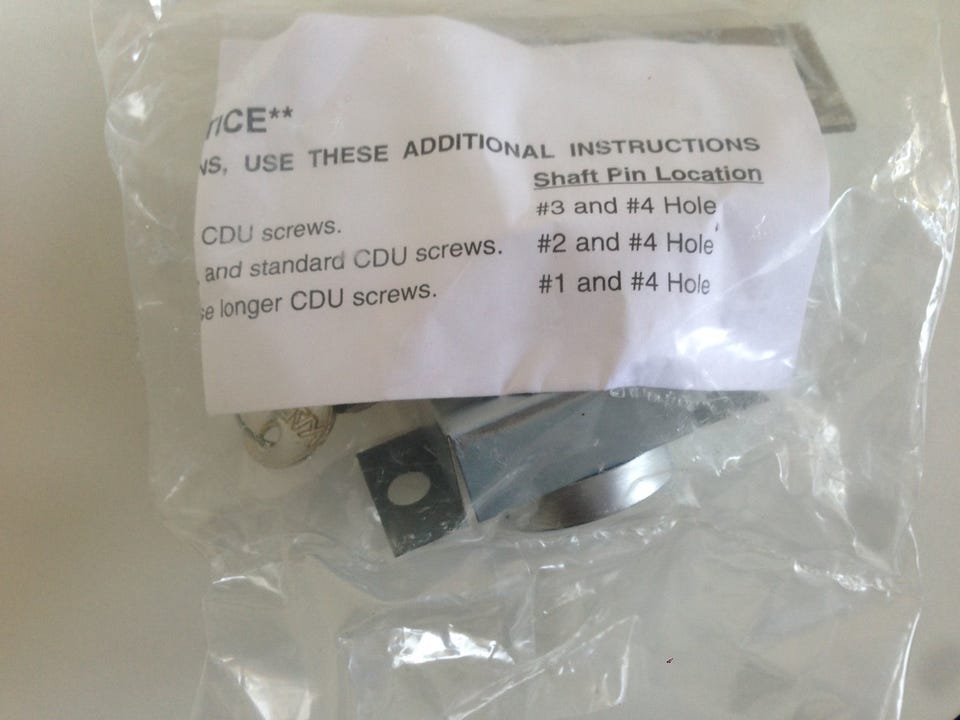 TICE**
NS, USE THESE ADDITIONAL INSTRUCTIONS
Shaft Pin Location
CDU screws. #3 and #4 Hole
and standard CDU screws. #2 and #4 Hole
se longer CDU screws. #1 and #4 Hole